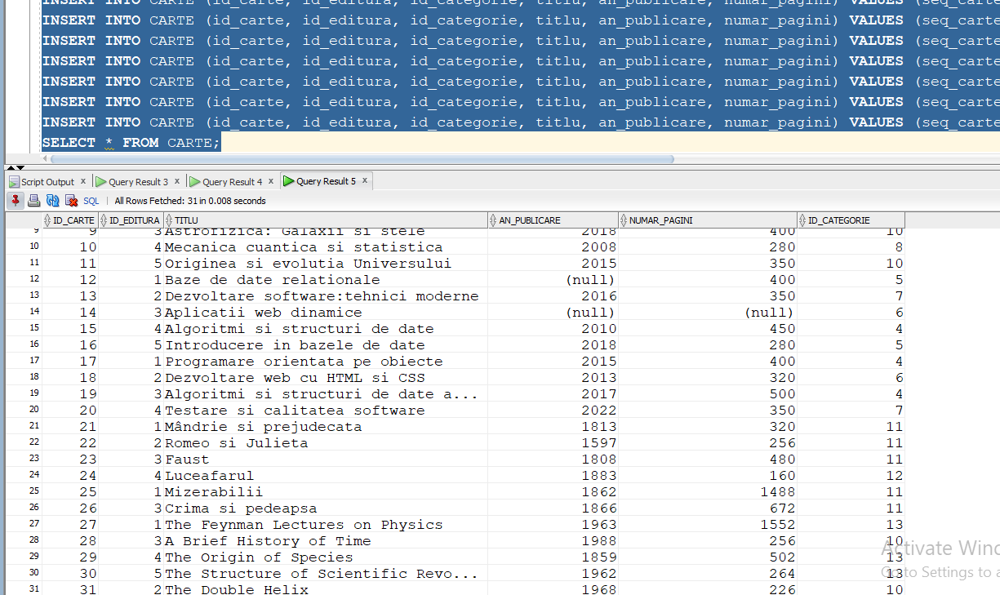 INSERT INTO CARTE (id_carte, id_editura, id_categorie, titlu, an_publicare, numar_pagini) VALUES (seq_carte
INSERT INTO CARTE (id_carte, id_editura, id_categorie, titlu, an_publicare, numar_pagini) VALUES (seq_carte
INSERT INTO CARTE (id_carte, id_editura, id_categorie, titlu, an_publicare, numar_pagini) VALUES (seq_carte
INSERT INTO CARTE (id_carte, id_editura, id_categorie, titlu, an_publicare, numar_pagini) VALUES (seq_carte
INSERT INTO CARTE (id_carte, id_editura, id_categorie, titlu, an_publicare, numar_pagini) VALUES (seq_carte
INSERT INTO CARTE (id_carte, id_editura, id_categorie, titlu, an_publicare, numar_pagini) VALUES (seq_carte
INSERT INTO CARTE (id_carte, id_editura, id_categorie, titlu, an_publicare, numar_pagini) VALUES (seq_carte
SELECT * FROM CARTE;
Script Output x Query Result 3 x Query Result 4 x Query Result 5 x
SQL | All Rows Fetched: 31 in 0.008 seconds
ID_CARTE ID_EDITURA TITLU AN_PUBLICARE NUMAR_PAGINI ID_CATEGORIE
9 9 3 Astrofizica: Galaxii si stele 2018 400 10
10 10 4 Mecanica cuantica si statistica 2008 280 8
11 11 5 Originea si evolutia Universului 2015 350 10
12 12 1 Baze de date relationale (null) 400 5
13 13 2 Dezvoltare software:tehnici moderne 2016 350 7
14 14 3 Aplicatii web dinamice (null) (null) 6
15 15 4 Algoritmi si structuri de date 2010 450 4
16 16 5 Introducere in bazele de date 2018 280 5
17 17 1 Programare orientata pe obiecte 2015 400 4
18 18 2 Dezvoltare web cu HTML si CSS 2013 320 6
19 19 3 Algoritmi si structuri de date a... 2017 500 4
20 20 4 Testare si calitatea software 2022 350 7
21 21 1 Mândrie si prejudecata 1813 320 11
22 22 2 Romeo si Julieta 1597 256 11
23 23 3 Faust 1808 480 11
24 24 4 Luceafarul 1883 160 12
25 25 1 Mizerabilii 1862 1488 11
26 26 3 Crima si pedeapsa 1866 672 11
27 27 1 The Feynman Lectures on Physics 1963 1552 13
28 28 3 A Brief History of Time 1988 256 10
29 29 4 The Origin of Species 1859 502 13
30 30 5 The Structure of Scientific Revo... 1962 264 13
31 31 2 The Double Helix 1968 226 10
Activate Wind
Go to Settings to a